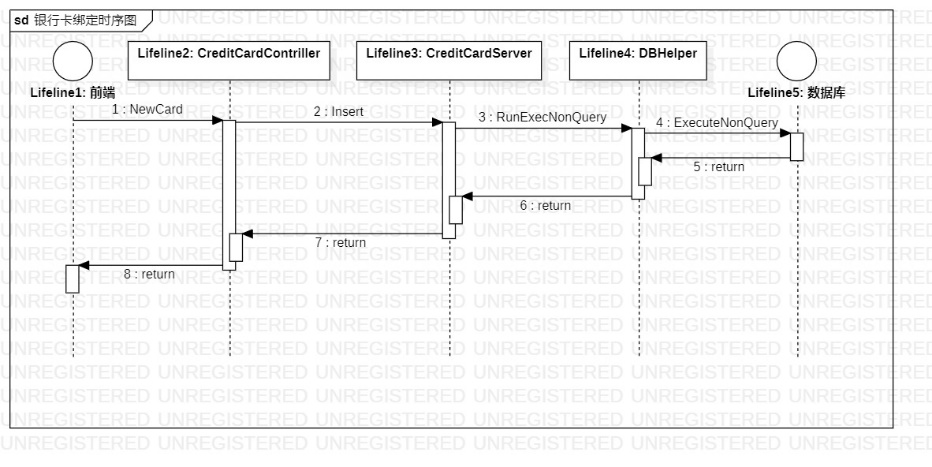 sd 银行卡绑定时序图
Lifeline2: CreditCardContriller
Lifeline3: CreditCardServer
Lifeline4: DBHelper
Lifeline1: 前端
Lifeline5: 数据库
1 : NewCard
2 : Insert
3 : RunExecNonQuery
4 : ExecuteNonQuery
5 : return
6 : return
7 : return
8 : return
UNREGISTERED